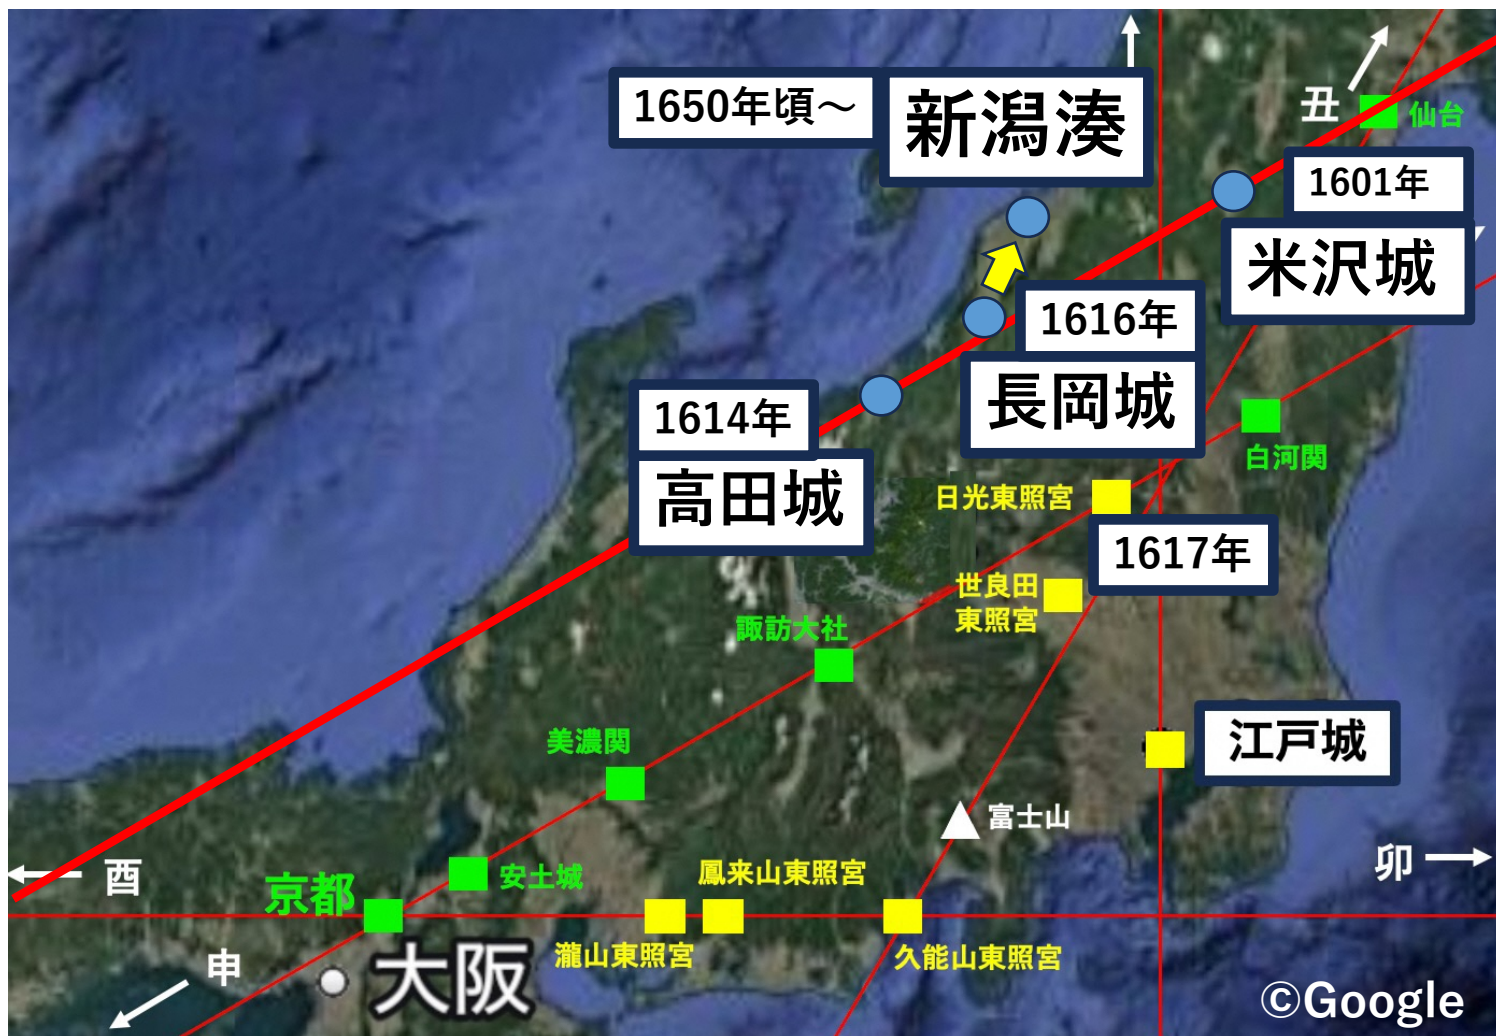 1650年頃～
新潟湊
丑
仙台
1601年
米沢城
1616年
長岡城
1614年
高田城
白河関
日光東照宮
1617年
世良田
東照宮
諏訪大社
江戸城
美濃関
富士山
卯
酉
安土城
鳳来山東照宮
京都
瀧山東照宮
久能山東照宮
申
大阪
©Google